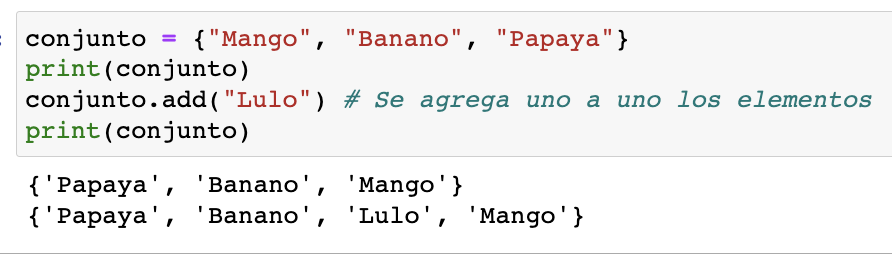 conjunto = {"Mango", "Banano", "Papaya"}
print(conjunto)
conjunto.add("Lulo") # Se agrega uno a uno los elementos
print(conjunto)
{'Papaya', 'Banano', 'Mango'}
{'Papaya', 'Banano', 'Lulo', 'Mango'}